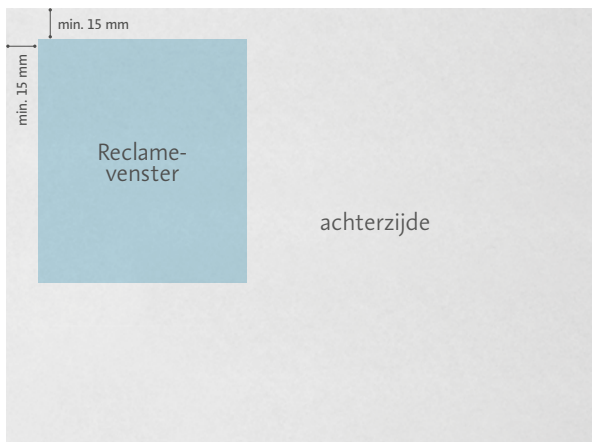 min. 15 mm
min. 15 mm
Reclame-
venster
achterzijde